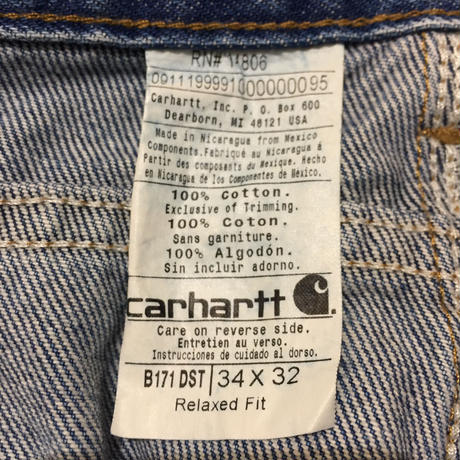 RN# 14806
0911199991000000095
Carhartt, Inc. P. O. Box 600
Dearborn, MI 48121 USA
Made in Nicaragua from Mexico
Components. Fabriqué au Nicaragua á
Partir des composants du Mexique. Hecho
en Nicaragua de los Componentes de México.
100% Cotton.
Exclusive of Trimming.
100% Coton.
Sans garniture.
100% Algodón.
Sin incluir adorno.
carhartt
Care on reverse side.
Entretien au verso.
Instrucciones de cuidado al dorso.
B171 DST 34 X 32
Relaxed Fit